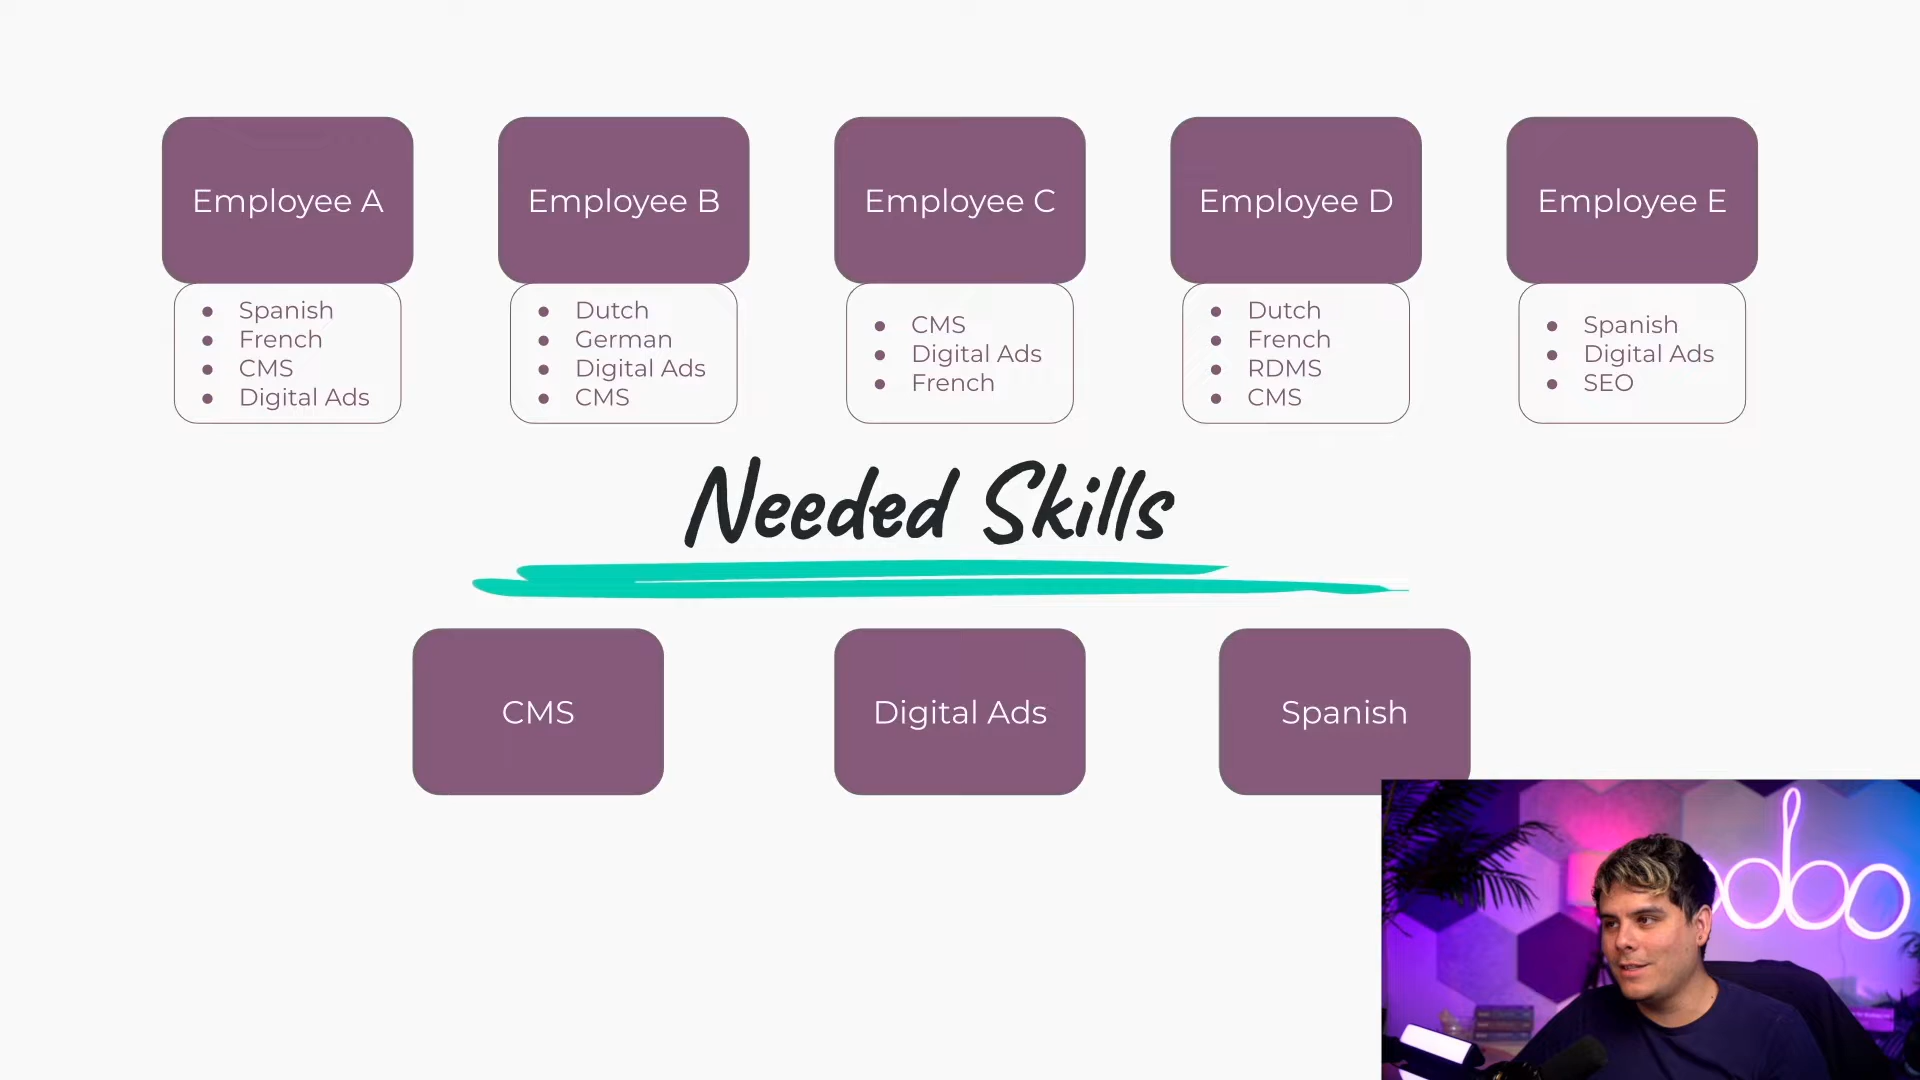 Employee A
Employee B
Employee C
Employee D
Employee E
Spanish
French
CMS
Digital Ads
Dutch
German
Digital Ads
CMS
CMS
Digital Ads
French
Dutch
French
RDMS
CMS
Spanish
Digital Ads
SEO
Needed Skills
CMS
Digital Ads
Spanish
odoo